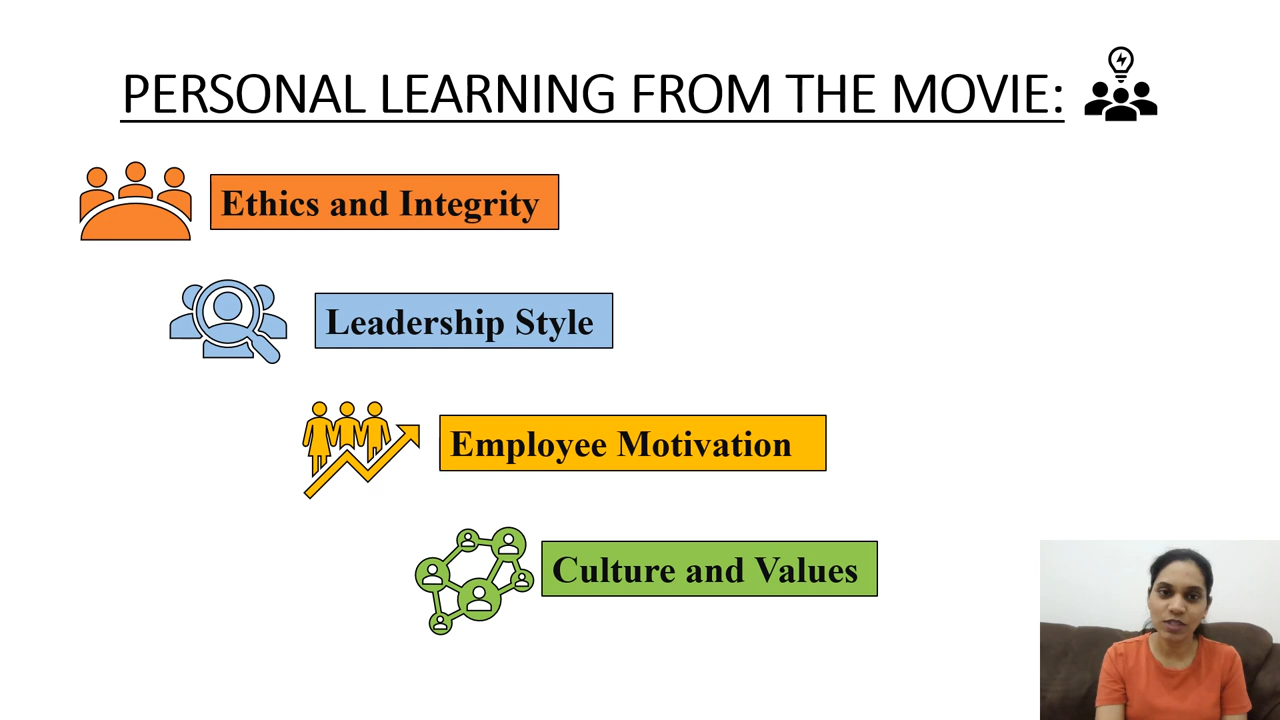 PERSONAL LEARNING FROM THE MOVIE:
Ethics and Integrity
Leadership Style
Employee Motivation
Culture and Values